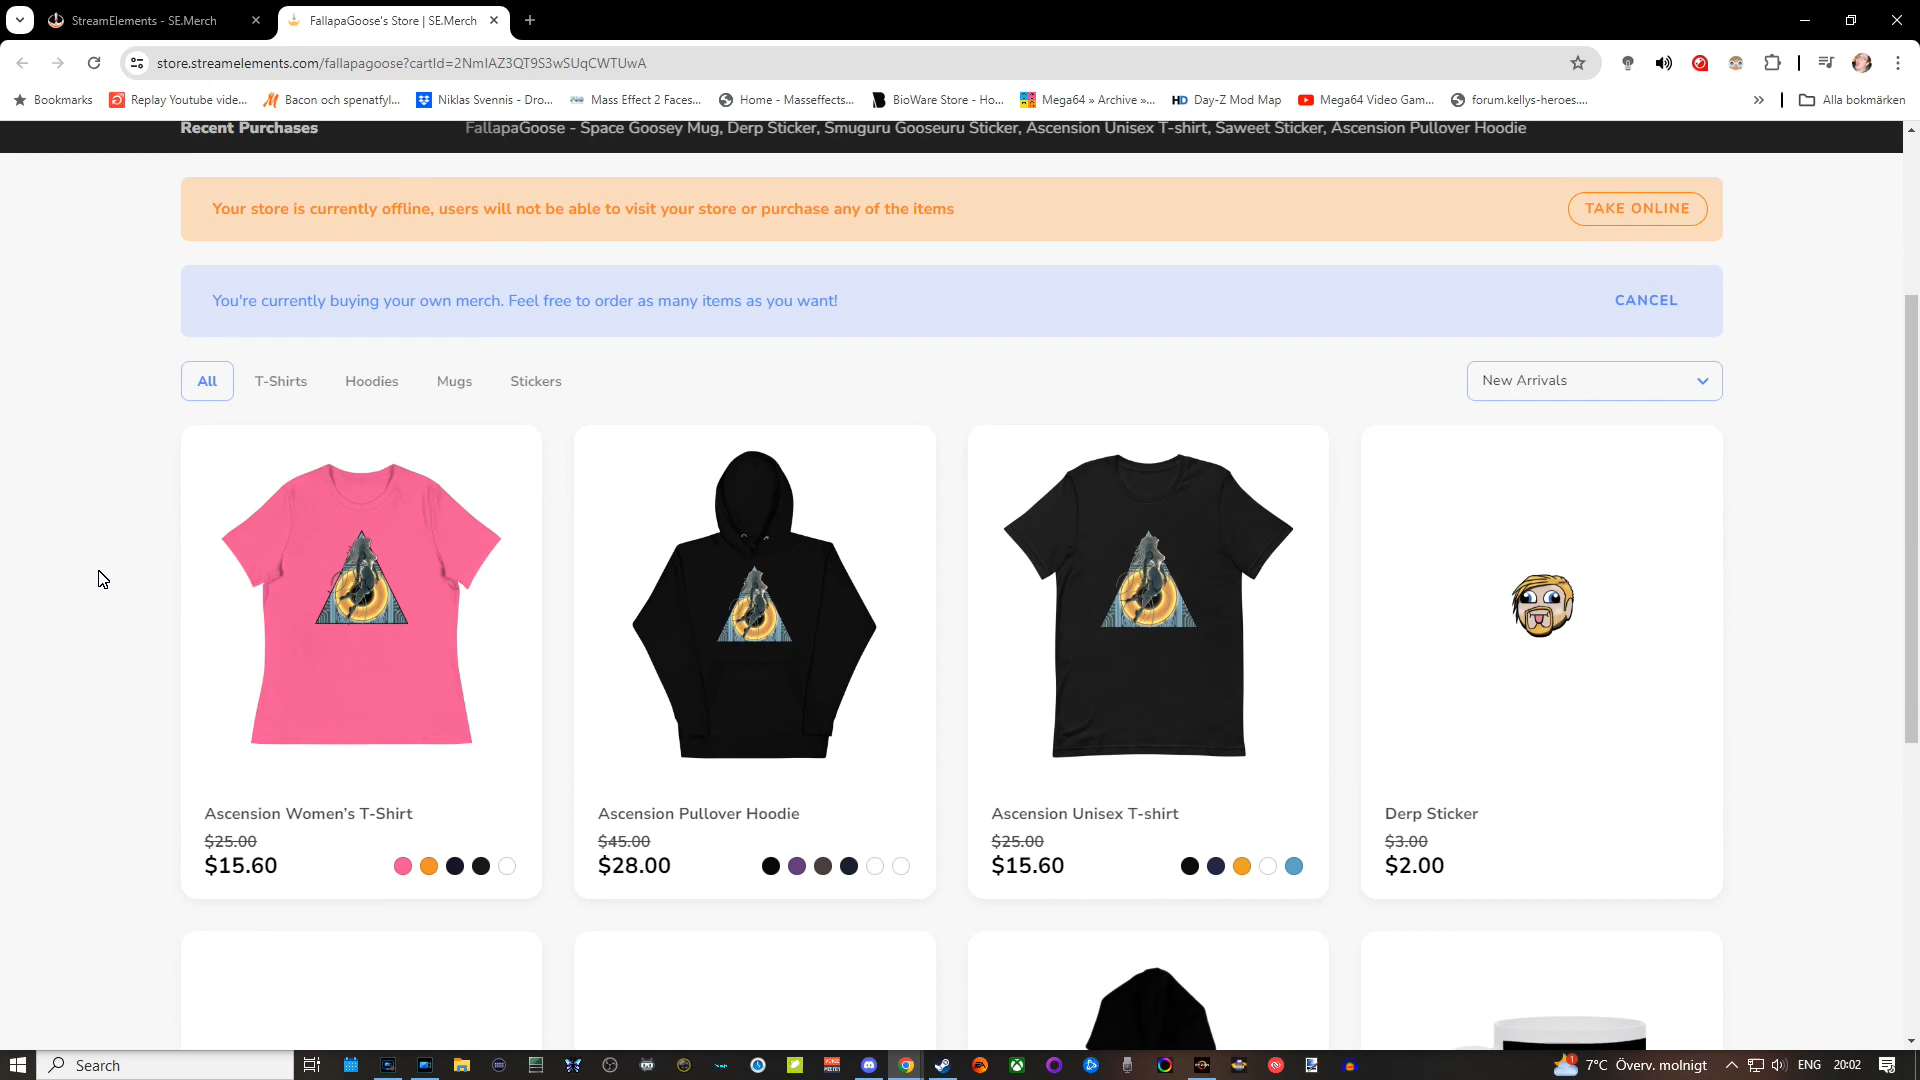 StreamElements - SE.Merch
FallapaGoose's Store | SE.Merch
store.streamelements.com/fallapagoose?cartId=2NmIAZ3QT9S3wSUqCWTUwA
Bookmarks
Replay Youtube vide...
Bacon och spenatfyl...
Niklas Svennis - Dro...
Mass Effect 2 Faces...
Home - Masseffects...
BioWare Store - Ho...
Mega64 » Archive »...
HD Day-Z Mod Map
Mega64 Video Gam...
forum.kellys-heroes....
»
Alla bokmärken
Recent Purchases
FallapaGoose - Space Goosey Mug, Derp Sticker, Smuguru Gooseuru Sticker, Ascension Unisex T-shirt, Saweet Sticker, Ascension Pullover Hoodie
Your store is currently offline, users will not be able to visit your store or purchase any of the items
TAKE ONLINE
You're currently buying your own merch. Feel free to order as many items as you want!
CANCEL
All
T-Shirts
Hoodies
Mugs
Stickers
New Arrivals
Ascension Women's T-Shirt
$25.00
$15.60
Ascension Pullover Hoodie
$45.00
$28.00
Ascension Unisex T-shirt
$25.00
$15.60
Derp Sticker
$3.00
$2.00
Search
1
7°C Överv. molnigt
ENG
20:02